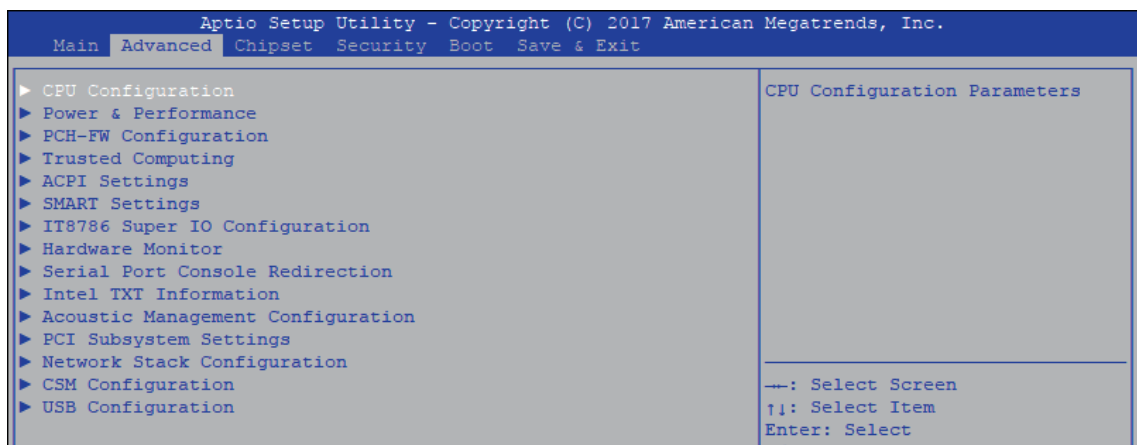 Aptio Setup Utility - Copyright (C) 2017 American Megatrends, Inc.
Main Advanced Chipset Security Boot Save & Exit
▶ CPU Configuration
▶ Power & Performance
▶ PCH-FW Configuration
▶ Trusted Computing
▶ ACPI Settings
▶ SMART Settings
▶ IT8786 Super IO Configuration
▶ Hardware Monitor
▶ Serial Port Console Redirection
▶ Intel TXT Information
▶ Acoustic Management Configuration
▶ PCI Subsystem Settings
▶ Network Stack Configuration
▶ CSM Configuration
▶ USB Configuration
CPU Configuration Parameters
→←: Select Screen
↑↓: Select Item
Enter: Select